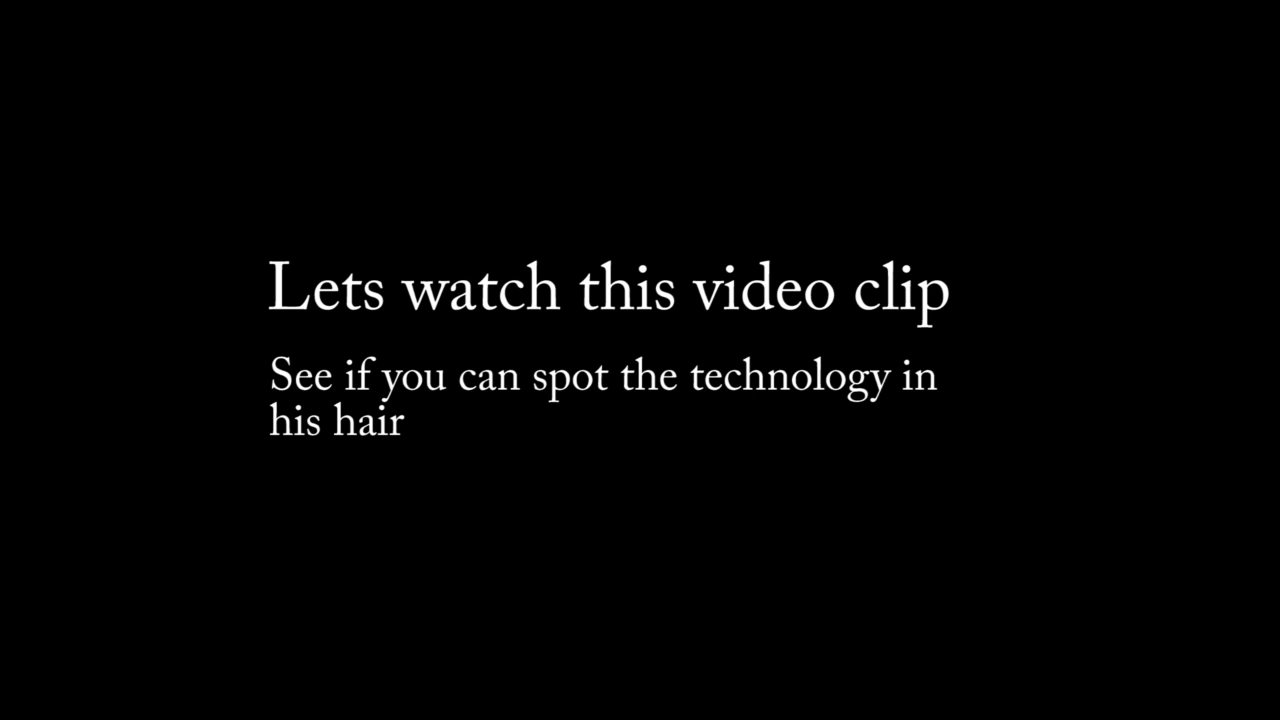 Lets watch this video clip
See if you can spot the technology in
his hair